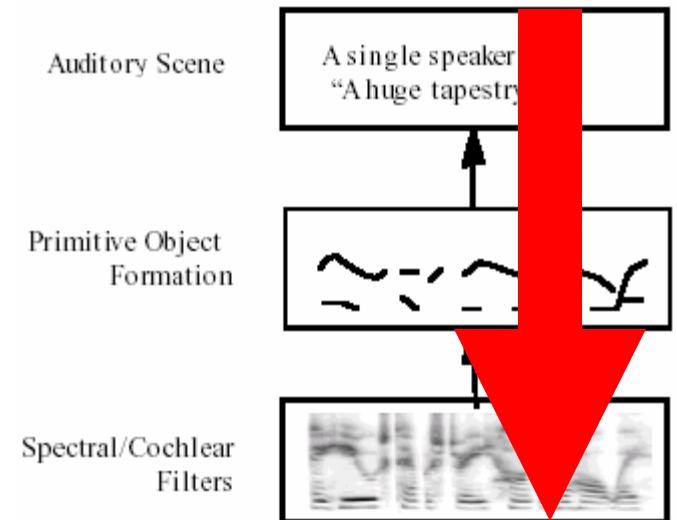 Auditory Scene
A single speaker
“A huge tapestry
Primitive Object
Formation
Spectral/Cochlear
Filters